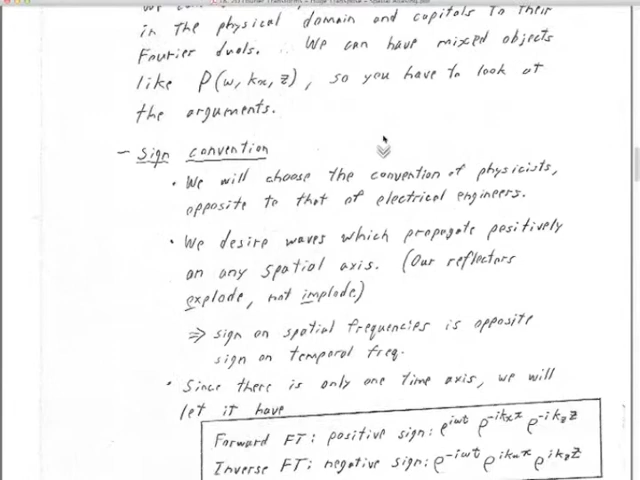 in the physical domain and capitals to their
Fourier duals. We can have mixed objects
like P(ω, kx, z), so you have to look at
the arguments.
– Sign convention
• We will choose the convention of physicists,
opposite to that of electrical engineers.
• We desire waves which propagate positively
on any spatial axis. (Our reflectors
explode, not implode)
⇒ sign on spatial frequencies is opposite
sign on temporal freq.
• Since there is only one time axis, we will
let it have
Forward FT: positive sign: e^{iωt} e^{-ik_x x} e^{-ik_z z}
Inverse FT: negative sign: e^{-iωt} e^{ik_x x} e^{ik_z z}